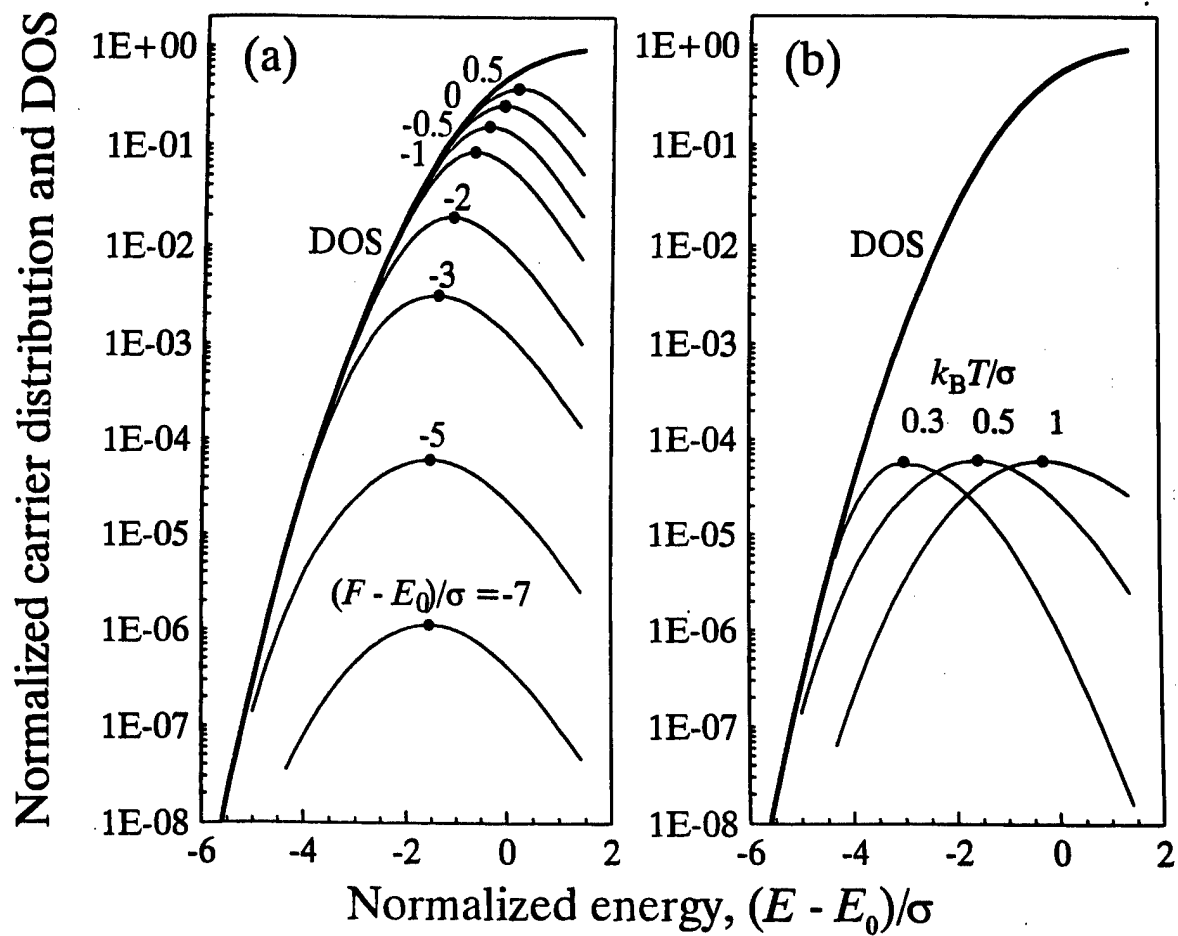 Normalized carrier distribution and DOS
(a)
1E+00
1E-01
1E-02
1E-03
1E-04
1E-05
1E-06
1E-07
1E-08
0.5
0
-0.5
-1
-2
DOS
-3
-5
(F - E0)/σ =-7
-6 -4 -2 0 2
(b)
1E+00
1E-01
1E-02
1E-03
1E-04
1E-05
1E-06
1E-07
1E-08
DOS
kBT/σ
0.3 0.5 1
-6 -4 -2 0 2
Normalized energy, (E - E0)/σ